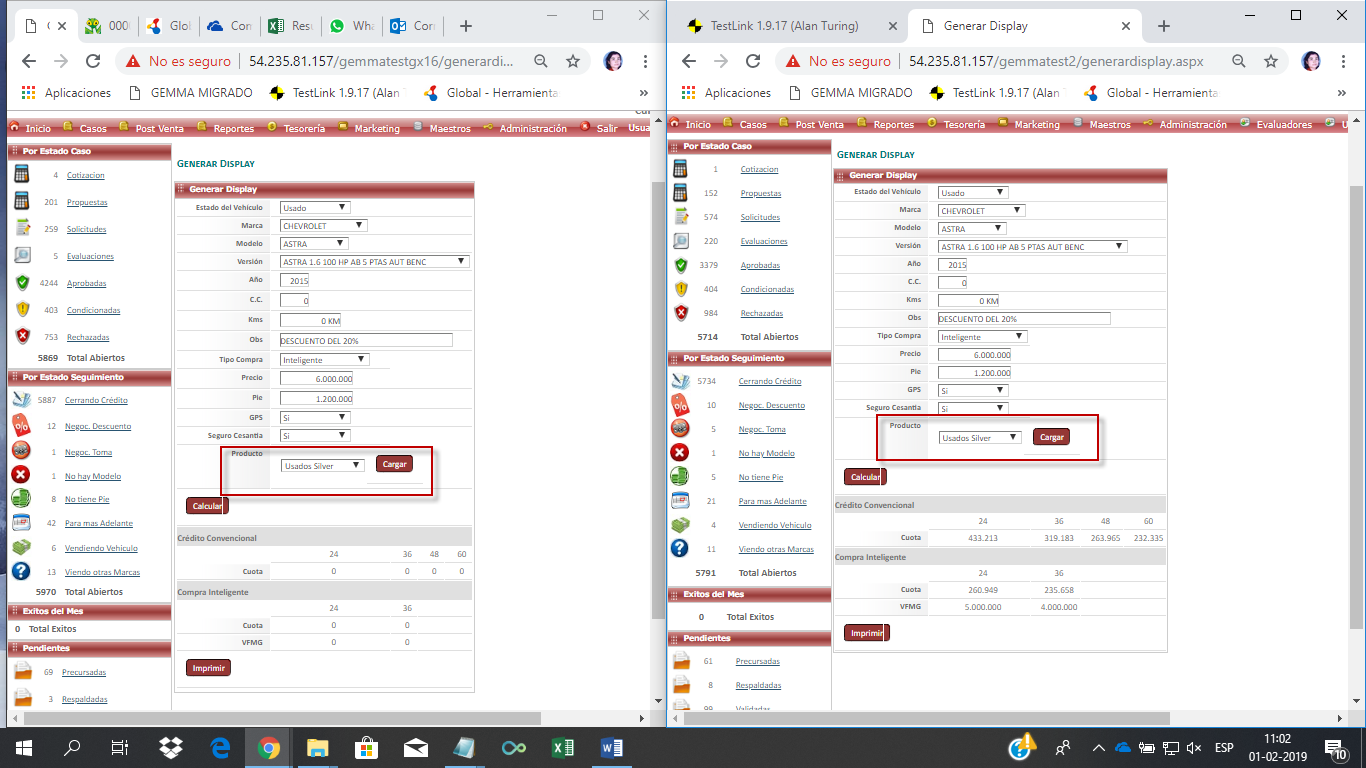 000
Glol
Con
Resu
Wha
Cor
No es seguro
54.235.81.157/gemmatestgx16/generardi...
Aplicaciones
GEMMA MIGRADO
TestLink 1.9.17 (Alan
Global - Herramienta
»
Inicio
Casos
Post Venta
Reportes
Tesorería
Marketing
Maestros
Administración
Salir
Usua
Por Estado Caso
4 Cotizacion
201 Propuestas
259 Solicitudes
5 Evaluaciones
4244 Aprobadas
403 Condicionadas
753 Rechazadas
5869 Total Abiertos
Por Estado Seguimiento
5887 Cerrando Crédito
12 Negoc. Descuento
1 Negoc. Toma
1 No hay Modelo
8 No tiene Pie
42 Para mas Adelante
6 Vendiendo Vehículo
13 Viendo otras Marcas
5970 Total Abiertos
Exitos del Mes
0 Total Exitos
Pendientes
69 Precursadas
3 Respaldadas
GENERAR DISPLAY
Generar Display
Estado del Vehículo Usado
Marca CHEVROLET
Modelo ASTRA
Versión ASTRA 1.6 100 HP AB 5 PTAS AUT BENC
Año 2015
C.C. 0
Kms 0 KM
Obs DESCUENTO DEL 20%
Tipo Compra Inteligente
Precio 6.000.000
Pie 1.200.000
GPS Si
Seguro Cesantia Si
Producto
Usados Silver Cargar
Calcular
Crédito Convencional
24 36 48 60
Cuota 0 0 0 0
Compra Inteligente
24 36
Cuota 0 0
VFMG 0 0
Imprimir
TestLink 1.9.17 (Alan Turing)
Generar Display
No es seguro
54.235.81.157/gemmatest2/generardisplay.aspx
Aplicaciones
GEMMA MIGRADO
TestLink 1.9.17 (Alan
Global - Herramienta
»
Inicio
Casos
Post Venta
Reportes
Tesorería
Marketing
Maestros
Administración
Evaluadores
U
Por Estado Caso
1 Cotizacion
152 Propuestas
574 Solicitudes
220 Evaluaciones
3379 Aprobadas
404 Condicionadas
984 Rechazadas
5714 Total Abiertos
Por Estado Seguimiento
5734 Cerrando Crédito
10 Negoc. Descuento
5 Negoc. Toma
1 No hay Modelo
5 No tiene Pie
21 Para mas Adelante
4 Vendiendo Vehículo
11 Viendo otras Marcas
5791 Total Abiertos
Exitos del Mes
0 Total Exitos
Pendientes
61 Precursadas
8 Respaldadas
99 Validadas
GENERAR DISPLAY
Generar Display
Estado del Vehículo Usado
Marca CHEVROLET
Modelo ASTRA
Versión ASTRA 1.6 100 HP AB 5 PTAS AUT BENC
Año 2015
C.C. 0
Kms 0 KM
Obs DESCUENTO DEL 20%
Tipo Compra Inteligente
Precio 6.000.000
Pie 1.200.000
GPS Si
Seguro Cesantia Si
Producto
Usados Silver Cargar
Calcular
Crédito Convencional
24 36 48 60
Cuota 433.213 319.183 263.965 232.335
Compra Inteligente
24 36
Cuota 260.949 235.658
VFMG 5.000.000 4.000.000
Imprimir
ESP
11:02
01-02-2019
10